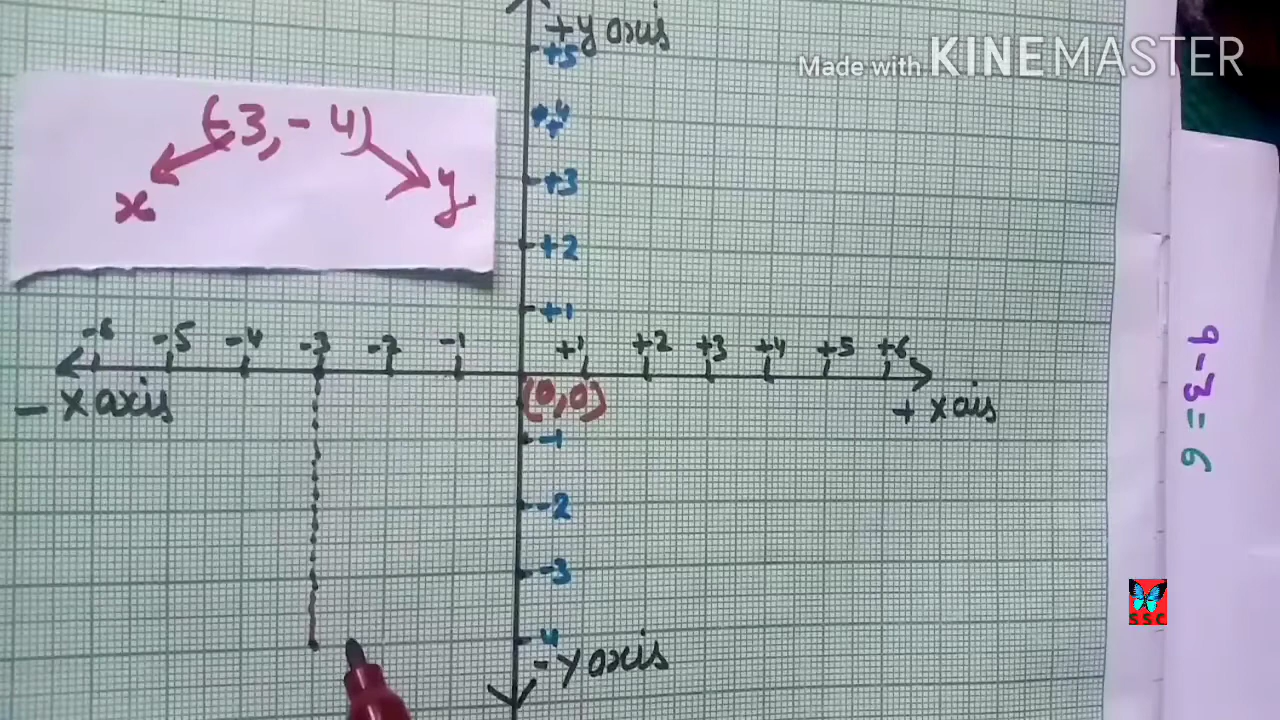 +y axis
Made with KINEMASTER
+5
(-3, - 4)
+4
x
y
+3
+2
+1
-6 -5 -4 -3 -2 -1 +1 +2 +3 +4 +5 +6
- x axis
(0,0)
+ x ais
-1
-2
-3
-4
- y axis
9-3=6
SSC